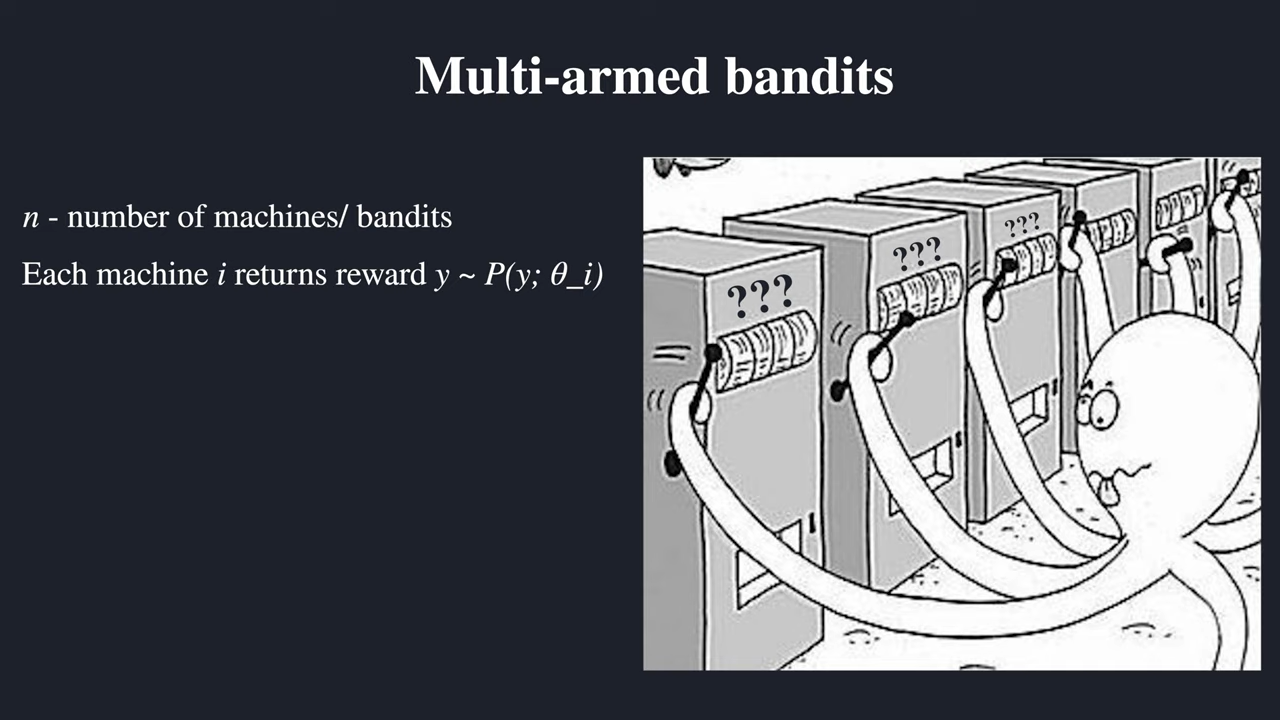 Multi-armed bandits
n - number of machines/ bandits
Each machine i returns reward y ~ P(y; θ_i)
???
???
???